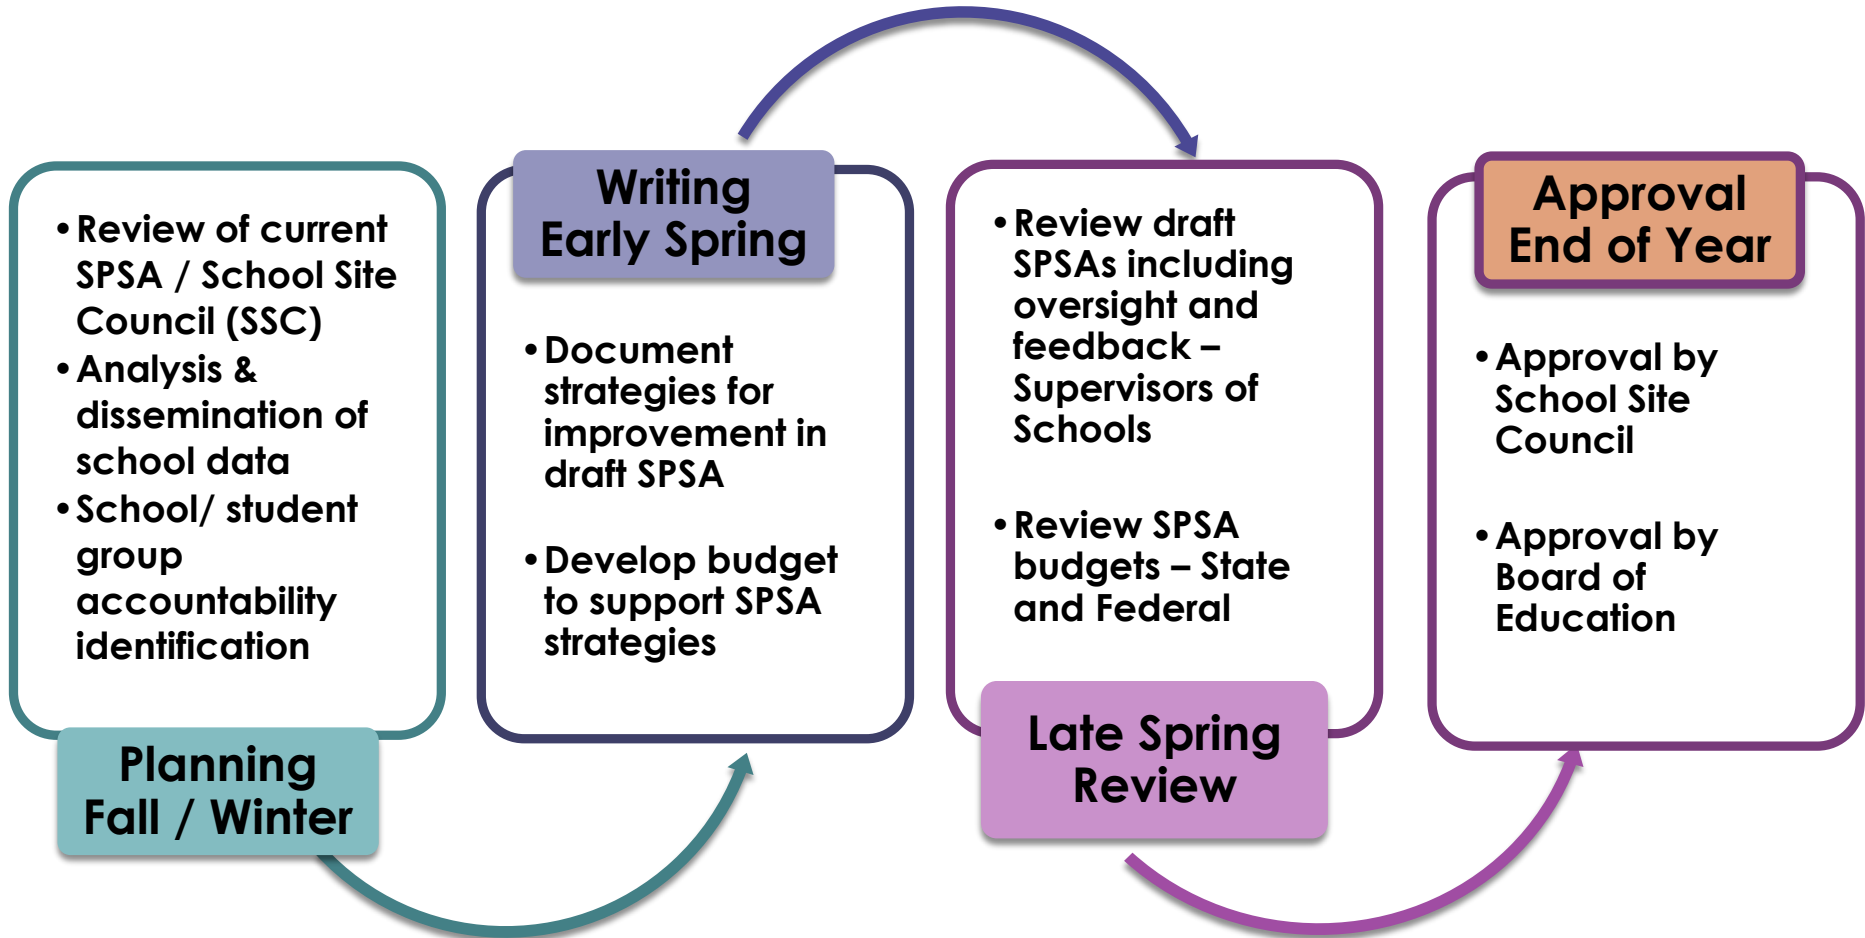 • Review of current
SPSA / School Site
Council (SSC)
• Analysis &
dissemination of
school data
• School/ student
group
accountability
identification
Planning
Fall / Winter
Writing
Early Spring
• Document
strategies for
improvement in
draft SPSA
• Develop budget
to support SPSA
strategies
• Review draft
SPSAs including
oversight and
feedback –
Supervisors of
Schools
• Review SPSA
budgets – State
and Federal
Late Spring
Review
Approval
End of Year
• Approval by
School Site
Council
• Approval by
Board of
Education